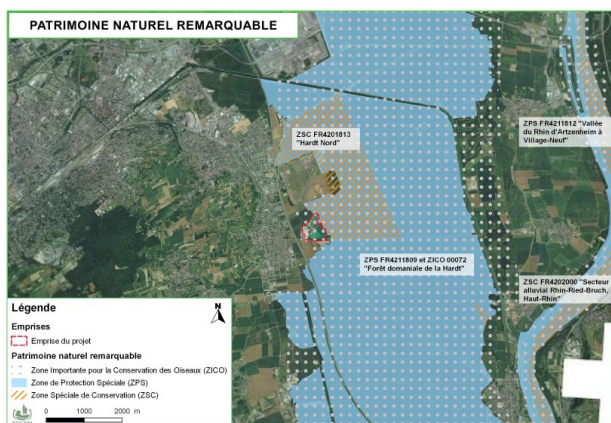 PATRIMOINE NATUREL REMARQUABLE
ZSC FR4201813
"Hardt Nord"
ZPS FR4211812 "Vallée
du Rhin d'Artzenheim à
Village-Neuf"
ZPS FR4211809 et ZICO 00072
"Forêt domaniale de la Hardt"
ZSC FR4202000 "Secteur
alluvial Rhin-Ried-Bruch,
Haut-Rhin"
Légende
N
Emprises
Emprise du projet
Patrimoine naturel remarquable
Zone Importante pour la Conservation des Oiseaux (ZICO)
Zone de Protection Spéciale (ZPS)
Zone Spéciale de Conservation (ZSC)
0 1000 2000 m